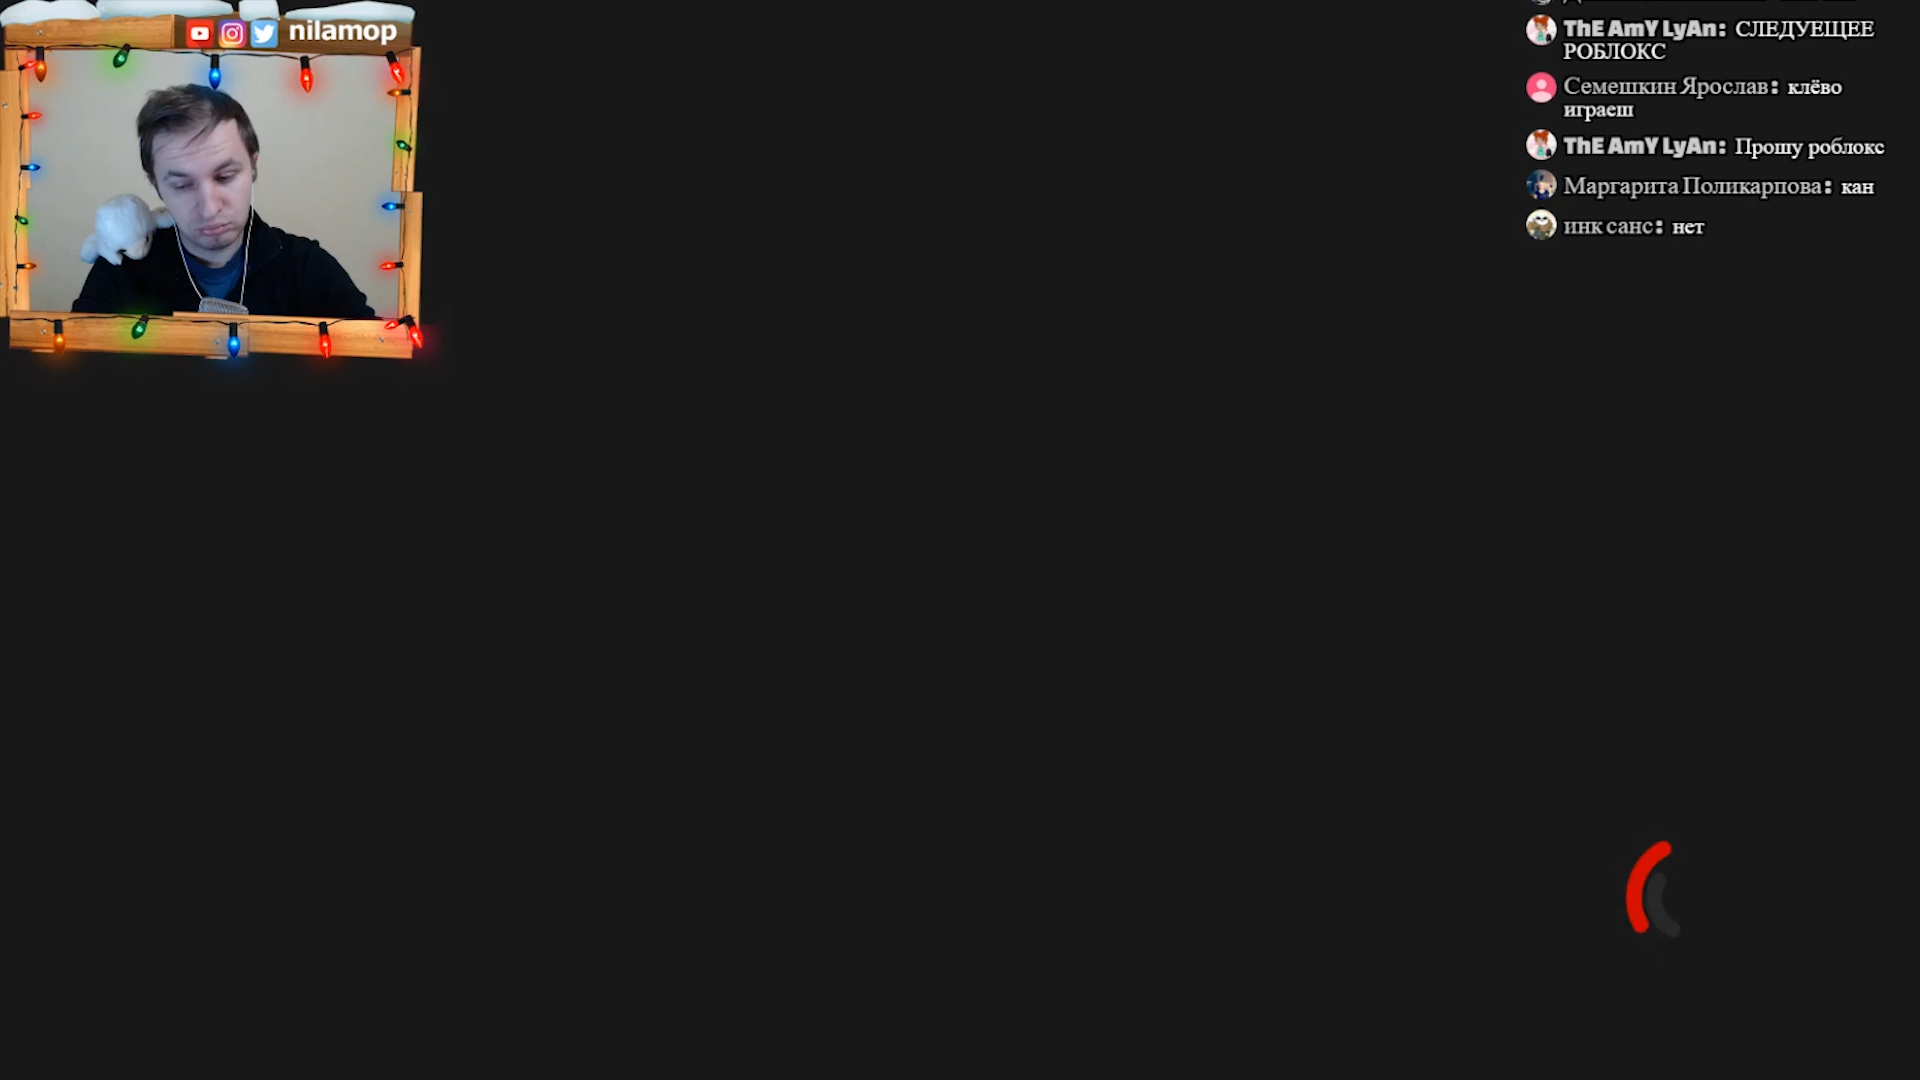 nilamop
ThE AmY LyAn: СЛЕДУЕЩЕЕ
РОБЛОКС
Семешкин Ярослав: клёво
играеш
ThE AmY LyAn: Прошу роблокс
Маргарита Поликарпова: кан
инк санс: нет